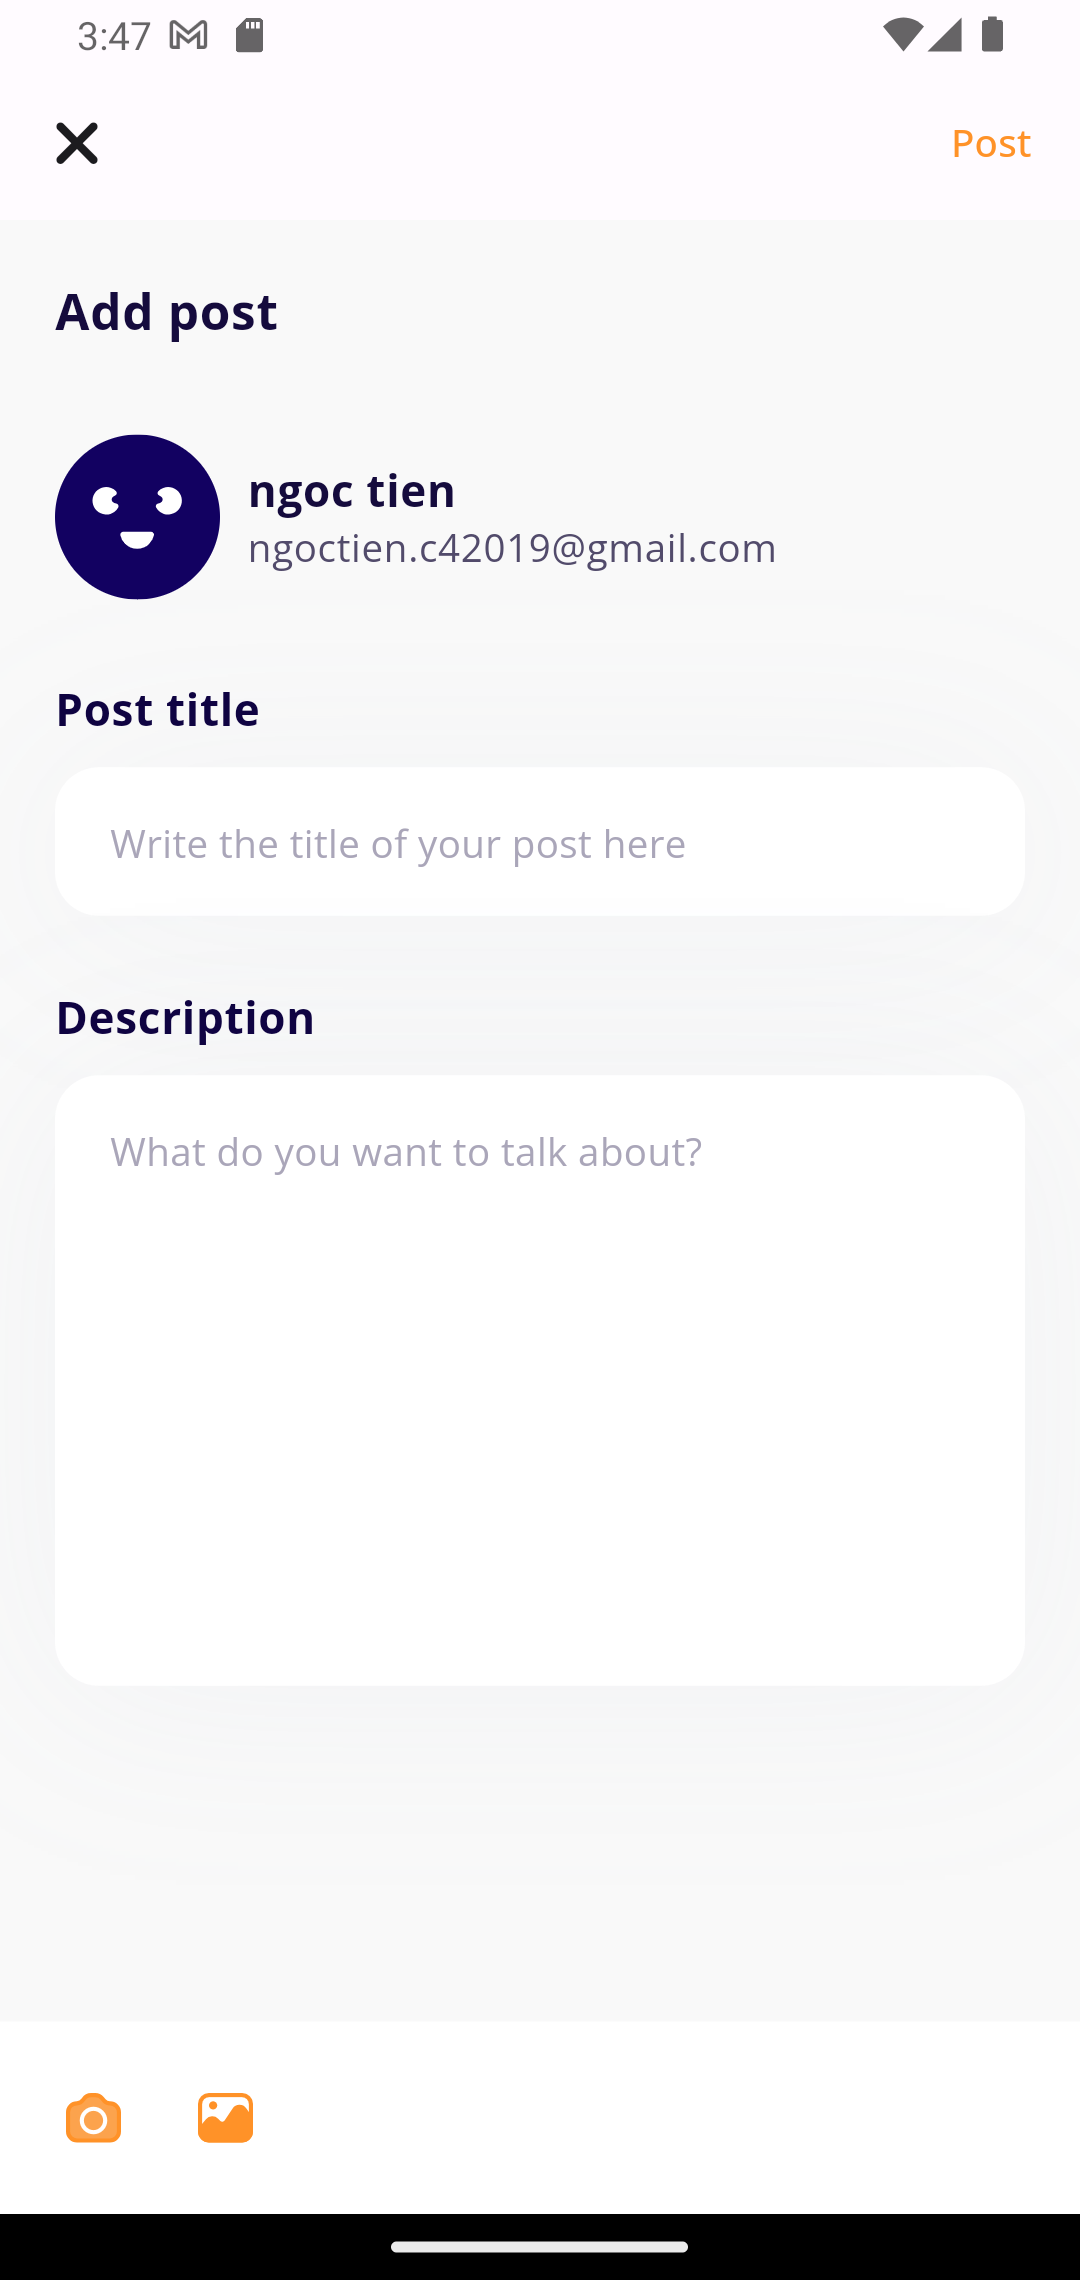 3:47
Post
Add post
ngoc tien
ngoctien.c42019@gmail.com
Post title
Write the title of your post here
Description
What do you want to talk about?